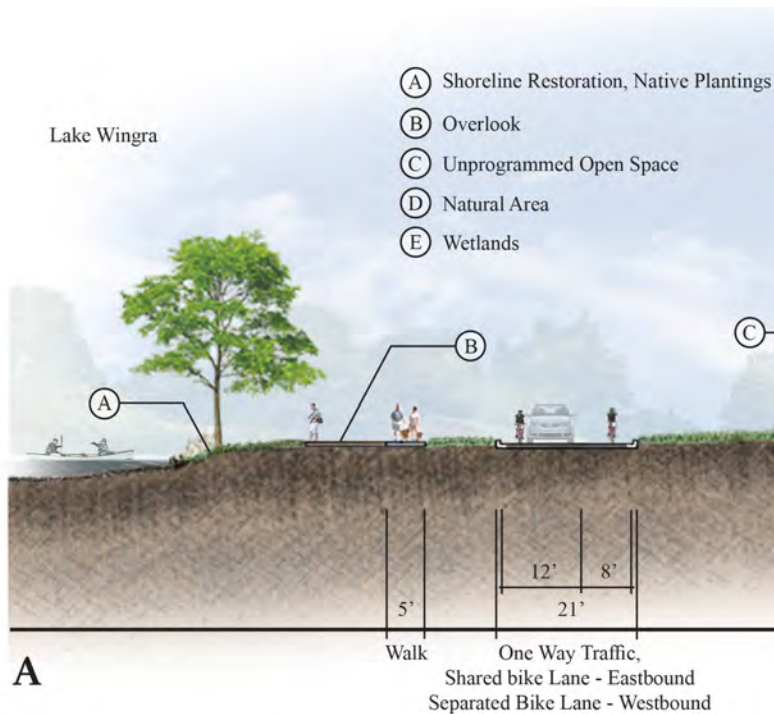 A Shoreline Restoration, Native Plantings
Lake Wingra
B Overlook
C Unprogrammed Open Space
D Natural Area
E Wetlands
C
B
A
12’ 8’
5’ 21’
A
Walk One Way Traffic,
Shared bike Lane - Eastbound
Separated Bike Lane - Westbound